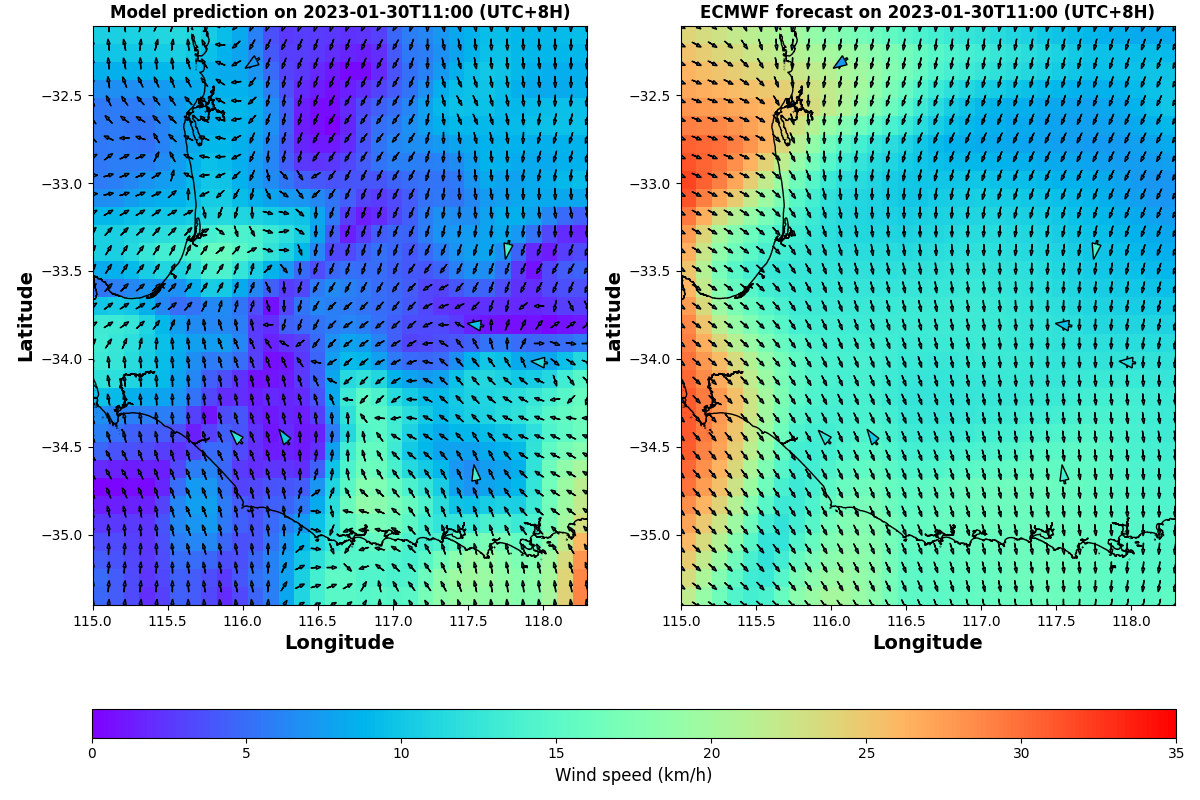 Model prediction on 2023-01-30T11:00 (UTC+8H)
ECMWF forecast on 2023-01-30T11:00 (UTC+8H)
−32.5
−33.0
−33.5
−34.0
−34.5
−35.0
Latitude
115.0 115.5 116.0 116.5 117.0 117.5 118.0
Longitude
−32.5
−33.0
−33.5
−34.0
−34.5
−35.0
Latitude
115.0 115.5 116.0 116.5 117.0 117.5 118.0
Longitude
0 5 10 15 20 25 30 35
Wind speed (km/h)